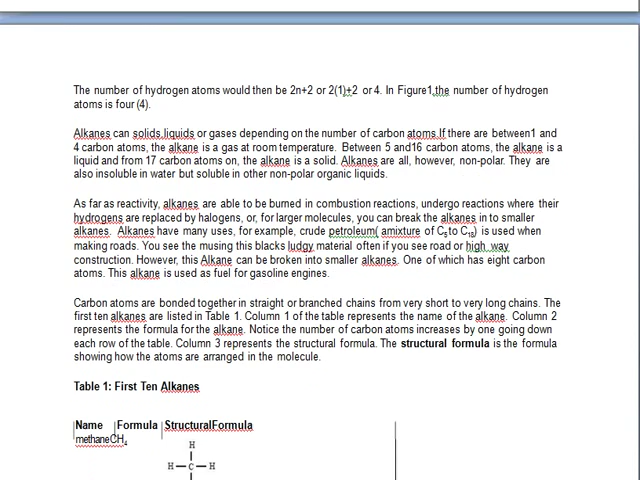 The number of hydrogen atoms would then be 2n+2 or 2(1)+2 or 4. In Figure1,the number of hydrogen
atoms is four (4).
Alkanes can solids,liquids or gases depending on the number of carbon atoms.If there are between1 and
4 carbon atoms, the alkane is a gas at room temperature. Between 5 and16 carbon atoms, the alkane is a
liquid and from 17 carbon atoms on, the alkane is a solid. Alkanes are all, however, non-polar. They are
also insoluble in water but soluble in other non-polar organic liquids.
As far as reactivity, alkanes are able to be burned in combustion reactions, undergo reactions where their
hydrogens are replaced by halogens, or, for larger molecules, you can break the alkanes in to smaller
alkanes. Alkanes have many uses, for example, crude petroleum( amixture of C₅to C₁₈) is used when
making roads. You see the musing this blacks ludgy material often if you see road or high way
construction. However, this Alkane can be broken into smaller alkanes. One of which has eight carbon
atoms. This alkane is used as fuel for gasoline engines.
Carbon atoms are bonded together in straight or branched chains from very short to very long chains. The
first ten alkanes are listed in Table 1. Column 1 of the table represents the name of the alkane. Column 2
represents the formula for the alkane. Notice the number of carbon atoms increases by one going down
each row of the table. Column 3 represents the structural formula. The structural formula is the formula
showing how the atoms are arranged in the molecule.
Table 1: First Ten Alkanes
Name Formula StructuralFormula
methaneCH₄
H
H—C—H